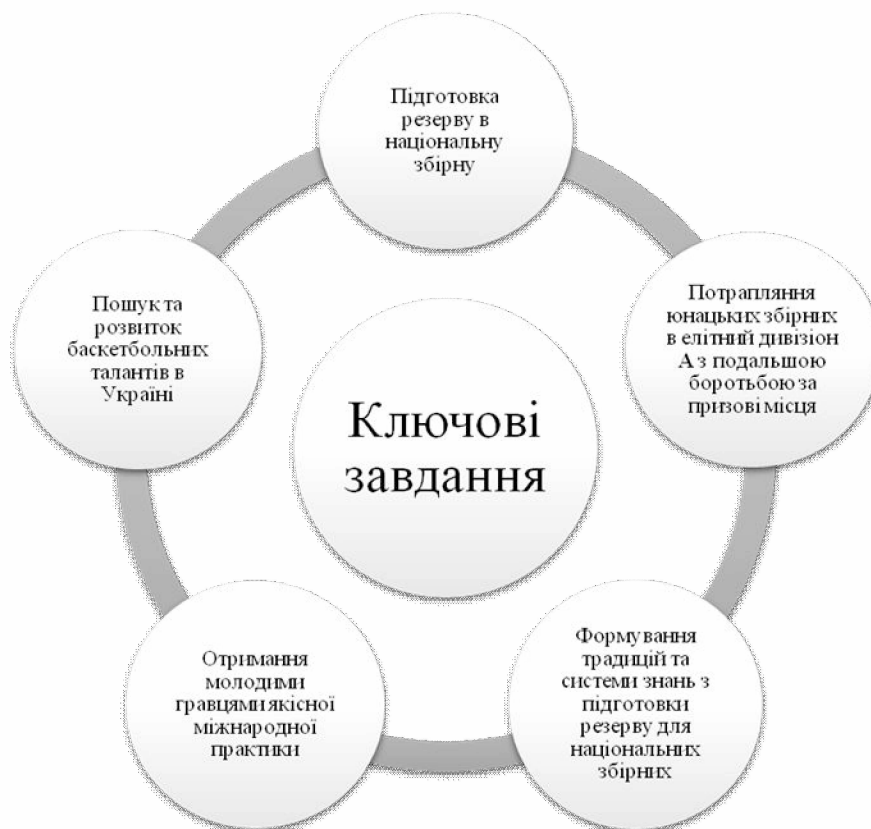 Підготовка
резерву в
національну
збірну
Потрапляння
юнацьких збірних
в елітний дивізіон
А з подальшою
боротьбою за
призові місця
Формування
традицій та
системи знань з
підготовки
резерву для
національних
збірних
Отримання
молодими
гравцями якісної
міжнародної
практики
Пошук та
розвиток
баскетбольних
талантів в
Україні
Ключові
завдання